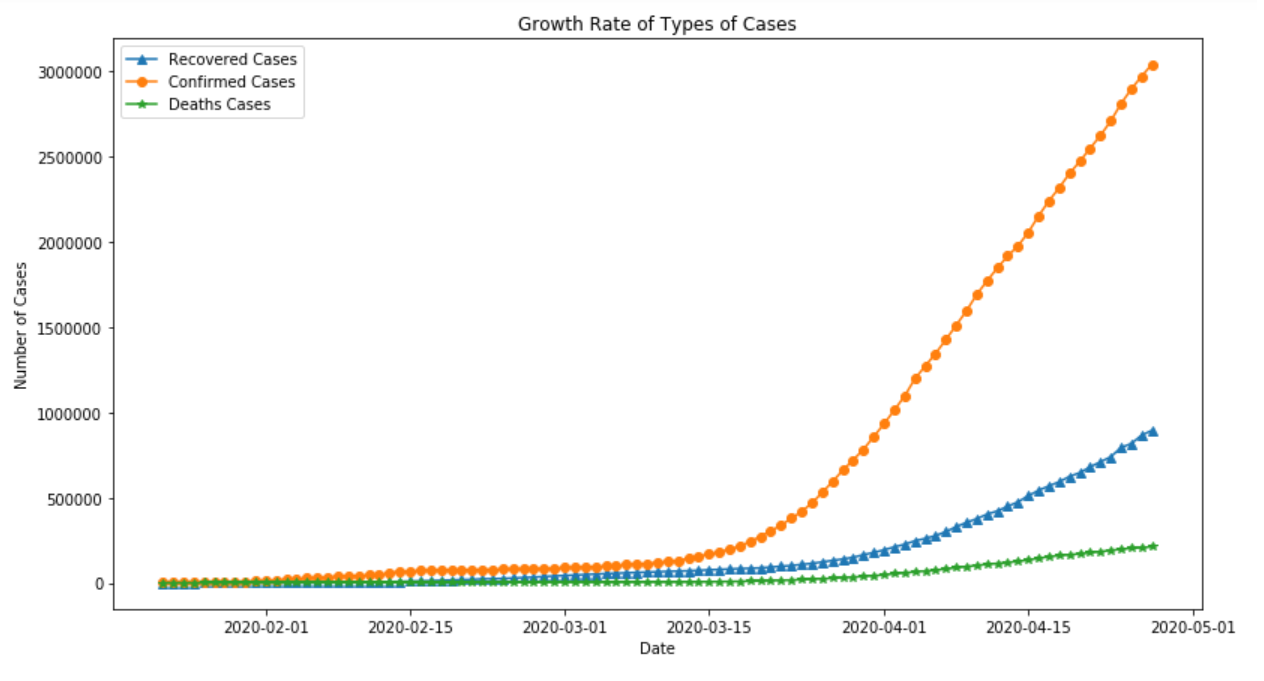 Growth Rate of Types of Cases
Recovered Cases
Confirmed Cases
Deaths Cases
3000000
2500000
2000000
1500000
1000000
500000
0
Number of Cases
2020-02-01 2020-02-15 2020-03-01 2020-03-15 2020-04-01 2020-04-15 2020-05-01
Date